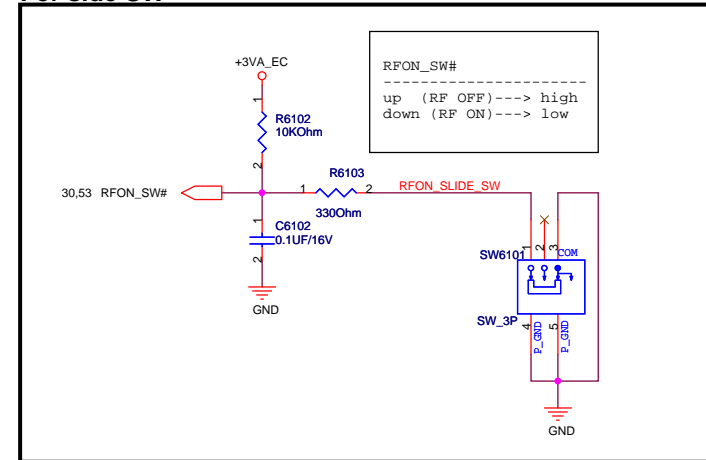 +3VA_EC
RFON_SW#
-----------------------
up (RF OFF)---> high
down (RF ON)---> low
1
R6102
10KOhm
2
R6103
30,53 RFON_SW#
1
2
RFON_SLIDE_SW
330Ohm
1
C6102
0.1UF/16V
2
GND
1
2
3
COM
SW6101
SW_3P
4
P_GND
5
P_GND
GND